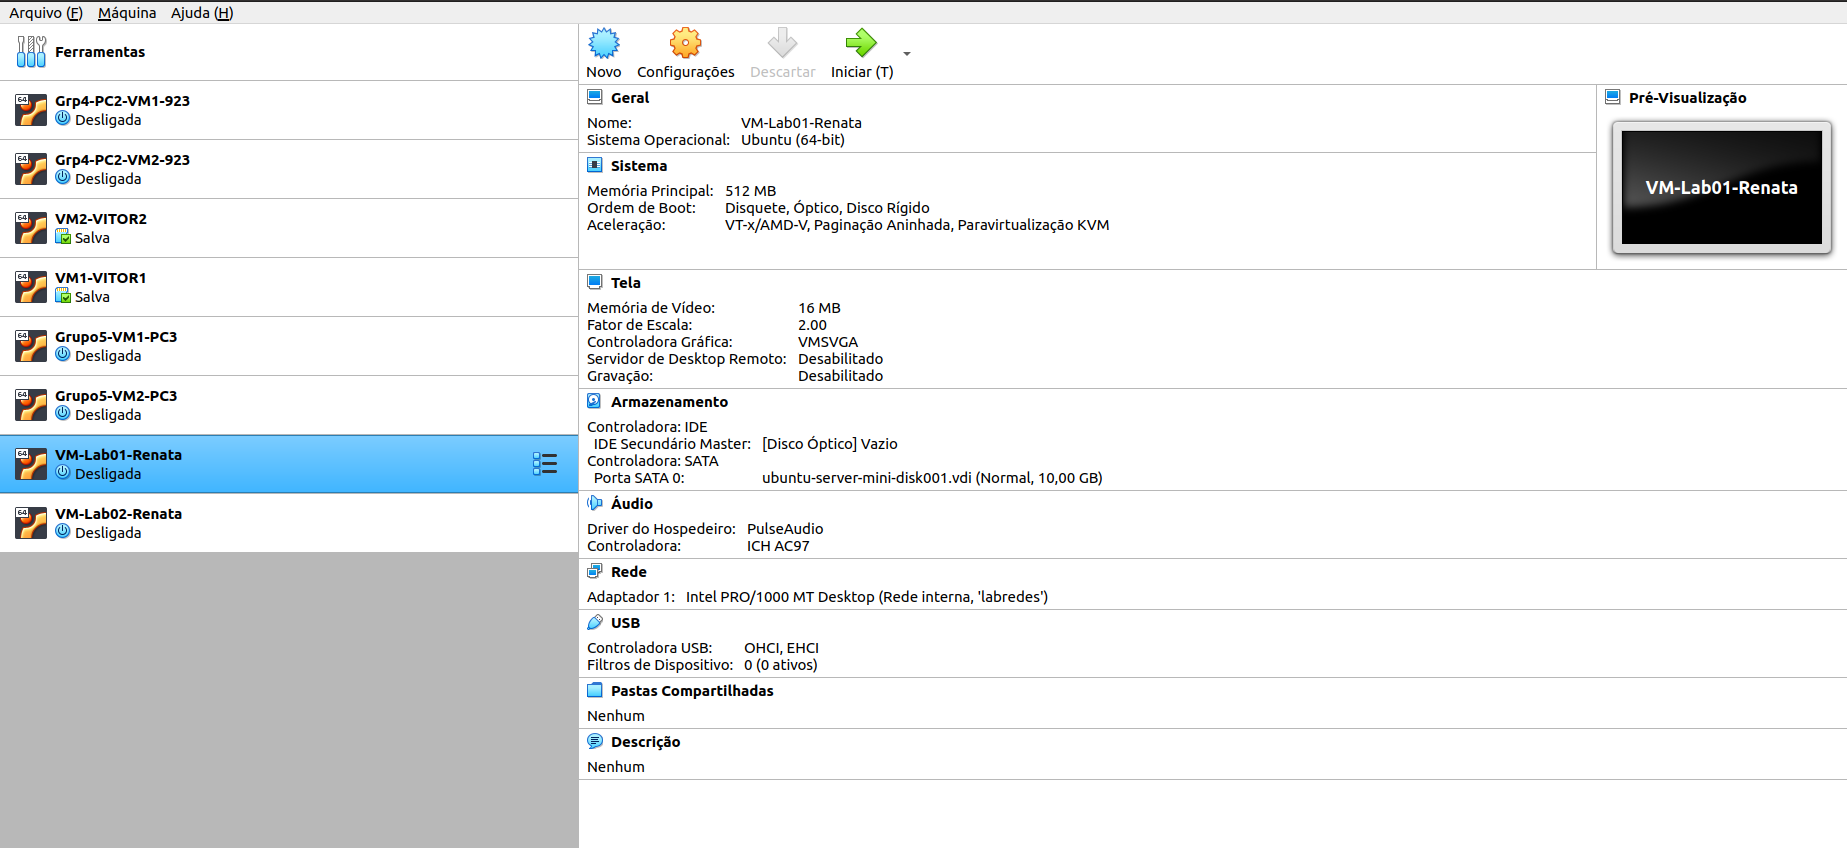 Arquivo (F) Máquina Ajuda (H)
Ferramentas
64 Grp4-PC2-VM1-923
Desligada
64 Grp4-PC2-VM2-923
Desligada
64 VM2-VITOR2
Salva
64 VM1-VITOR1
Salva
64 Grupo5-VM1-PC3
Desligada
64 Grupo5-VM2-PC3
Desligada
64 VM-Lab01-Renata
Desligada
64 VM-Lab02-Renata
Desligada
Novo Configurações Descartar Iniciar (T)
Geral
Nome: VM-Lab01-Renata
Sistema Operacional: Ubuntu (64-bit)
Sistema
Memória Principal: 512 MB
Ordem de Boot: Disquete, Óptico, Disco Rígido
Aceleração: VT-x/AMD-V, Paginação Aninhada, Paravirtualização KVM
Pré-Visualização
VM-Lab01-Renata
Tela
Memória de Vídeo: 16 MB
Fator de Escala: 2.00
Controladora Gráfica: VMSVGA
Servidor de Desktop Remoto: Desabilitado
Gravação: Desabilitado
Armazenamento
Controladora: IDE
IDE Secundário Master: [Disco Óptico] Vazio
Controladora: SATA
Porta SATA 0: ubuntu-server-mini-disk001.vdi (Normal, 10,00 GB)
Áudio
Driver do Hospedeiro: PulseAudio
Controladora: ICH AC97
Rede
Adaptador 1: Intel PRO/1000 MT Desktop (Rede interna, 'labredes')
USB
Controladora USB: OHCI, EHCI
Filtros de Dispositivo: 0 (0 ativos)
Pastas Compartilhadas
Nenhum
Descrição
Nenhum